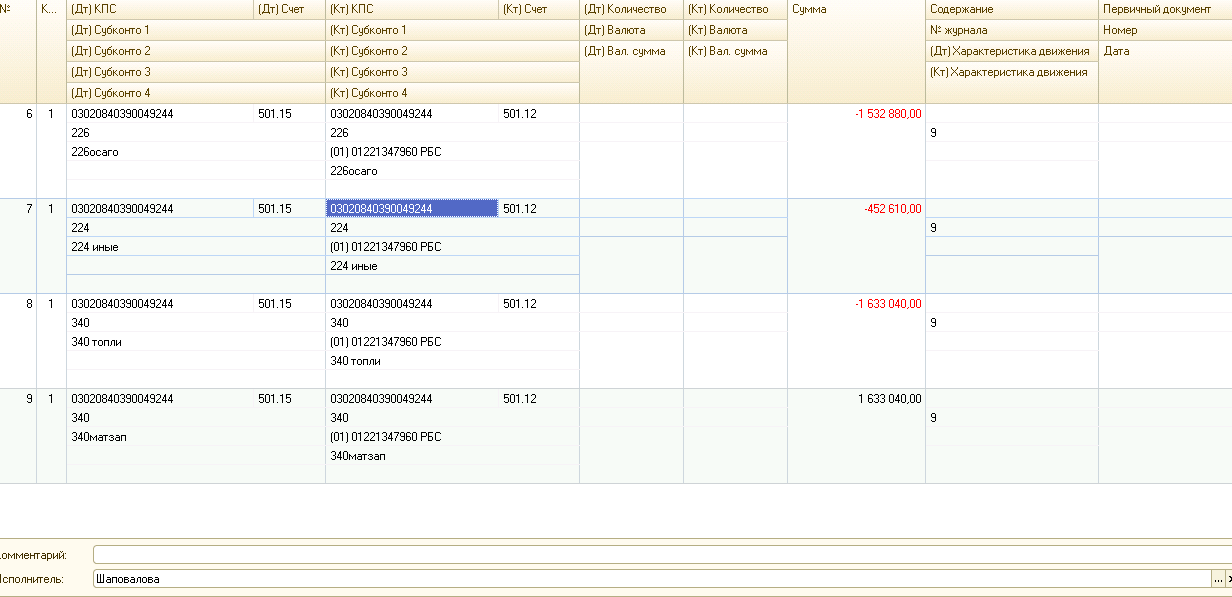 № К... (Дт) КПС (Дт) Счет (Кт) КПС (Кт) Счет (Дт) Количество (Кт) Количество Сумма Содержание Первичный документ
(Дт) Субконто 1 (Кт) Субконто 1 (Дт) Валюта (Кт) Валюта № журнала Номер
(Дт) Субконто 2 (Кт) Субконто 2 (Дт) Вал. сумма (Кт) Вал. сумма (Дт) Характеристика движения Дата
(Дт) Субконто 3 (Кт) Субконто 3 (Кт) Характеристика движения
(Дт) Субконто 4 (Кт) Субконто 4
6 1 03020840390049244 501.15 03020840390049244 501.12 -1 532 880,00
226 226 9
226осаго (01) 01221347960 РБС
226осаго
7 1 03020840390049244 501.15 03020840390049244 501.12 -452 610,00
224 224 9
224 иные (01) 01221347960 РБС
224 иные
8 1 03020840390049244 501.15 03020840390049244 501.12 -1 633 040,00
340 340 9
340 топли (01) 01221347960 РБС
340 топли
9 1 03020840390049244 501.15 03020840390049244 501.12 1 633 040,00
340 340 9
340матзап (01) 01221347960 РБС
340матзап
омментарий:
сполнитель: Шаповалова ...